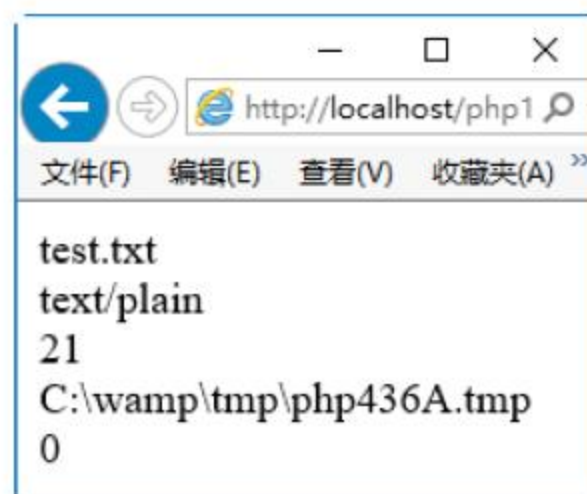 http://localhost/php1
文件(F) 编辑(E) 查看(V) 收藏夹(A) »
test.txt
text/plain
21
C:\wamp\tmp\php436A.tmp
0